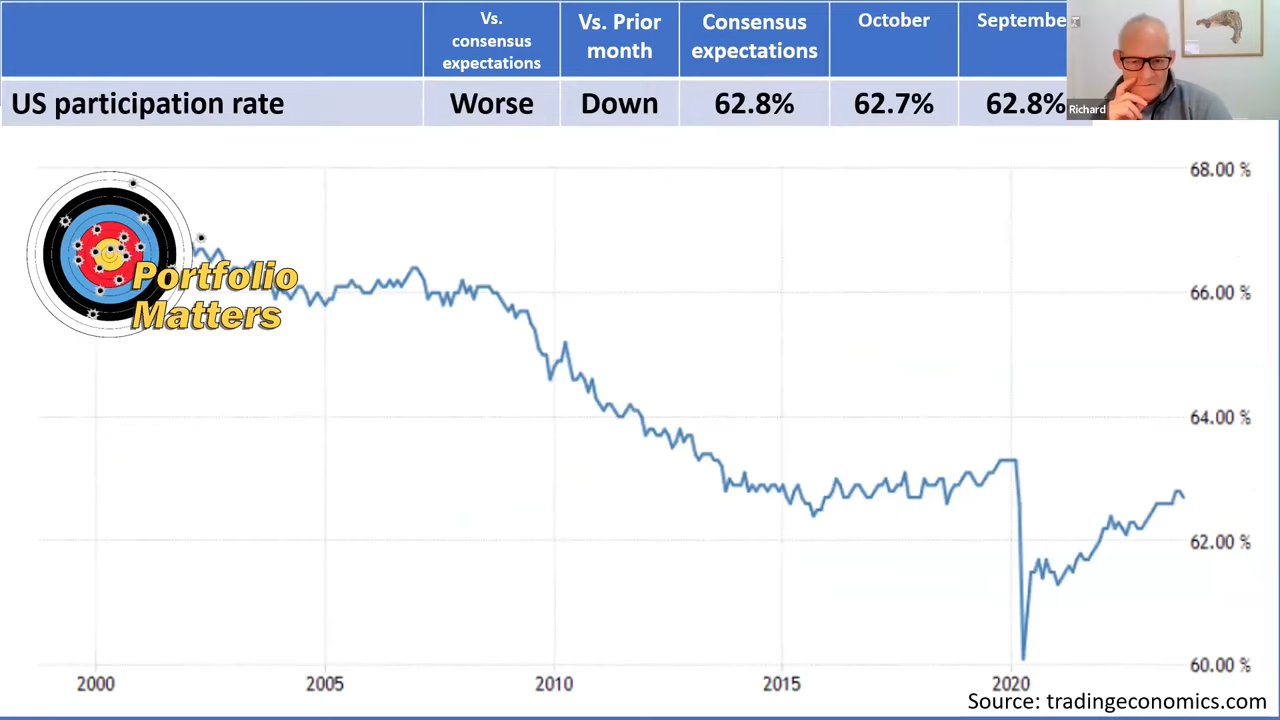 Vs.
consensus
expectations
Vs. Prior
month
Consensus
expectations
October
Septembe
US participation rate
Worse
Down
62.8%
62.7%
62.8%
Richard
Portfolio
Matters
68.00 %
66.00 %
64.00 %
62.00 %
60.00 %
2000
2005
2010
2015
2020
Source: tradingeconomics.com